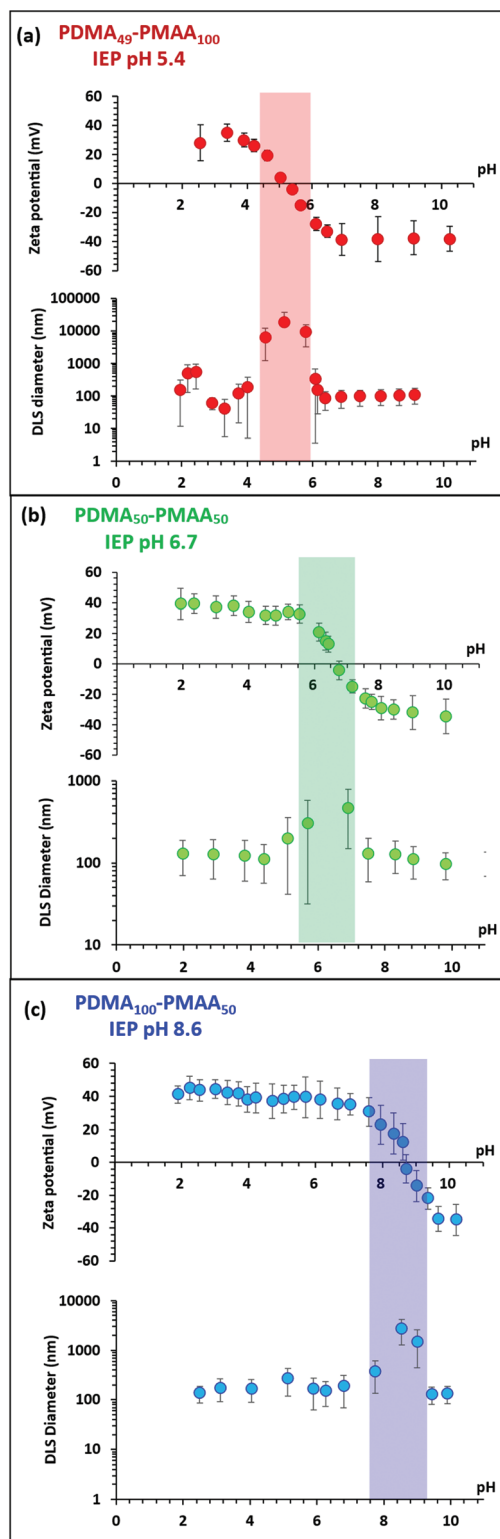 (a)
PDMA₄₉-PMAA₁₀₀
IEP pH 5.4
Zeta potential (mV)
60
40
20
0
-20
-40
-60
2 4 6 8 10
pH
DLS diameter (nm)
100000
10000
1000
100
10
1
pH
0 2 4 6 8 10
(b)
PDMA₅₀-PMAA₅₀
IEP pH 6.7
Zeta potential (mV)
60
40
20
0
-20
-40
-60
0 2 4 6 8 10
pH
DLS Diameter (nm)
1000
100
10
pH
0 2 4 6 8 10
(c)
PDMA₁₀₀-PMAA₅₀
IEP pH 8.6
Zeta potential (mV)
60
40
20
0
-20
-40
-60
0 2 4 6 8 10
pH
DLS Diameter (nm)
10000
1000
100
10
1
pH
0 2 4 6 8 10